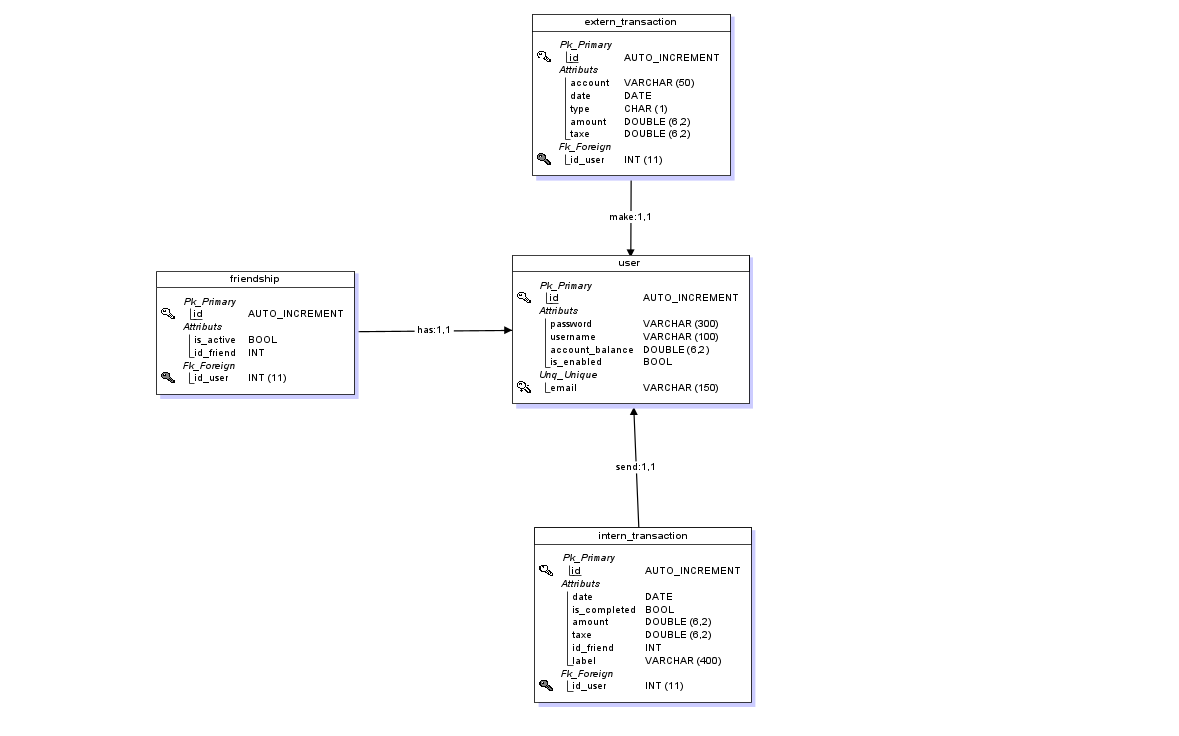 extern_transaction
Pk_Primary
id AUTO_INCREMENT
Attributs
account VARCHAR (50)
date DATE
type CHAR (1)
amount DOUBLE (6,2)
taxe DOUBLE (6,2)
Fk_Foreign
id_user INT (11)
make:1,1
user
Pk_Primary
id AUTO_INCREMENT
Attributs
password VARCHAR (300)
username VARCHAR (100)
account_balance DOUBLE (6,2)
is_enabled BOOL
Unq_Unique
email VARCHAR (150)
friendship
Pk_Primary
id AUTO_INCREMENT
Attributs
is_active BOOL
id_friend INT
Fk_Foreign
id_user INT (11)
has:1,1
send:1,1
intern_transaction
Pk_Primary
id AUTO_INCREMENT
Attributs
date DATE
is_completed BOOL
amount DOUBLE (6,2)
taxe DOUBLE (6,2)
id_friend INT
label VARCHAR (400)
Fk_Foreign
id_user INT (11)